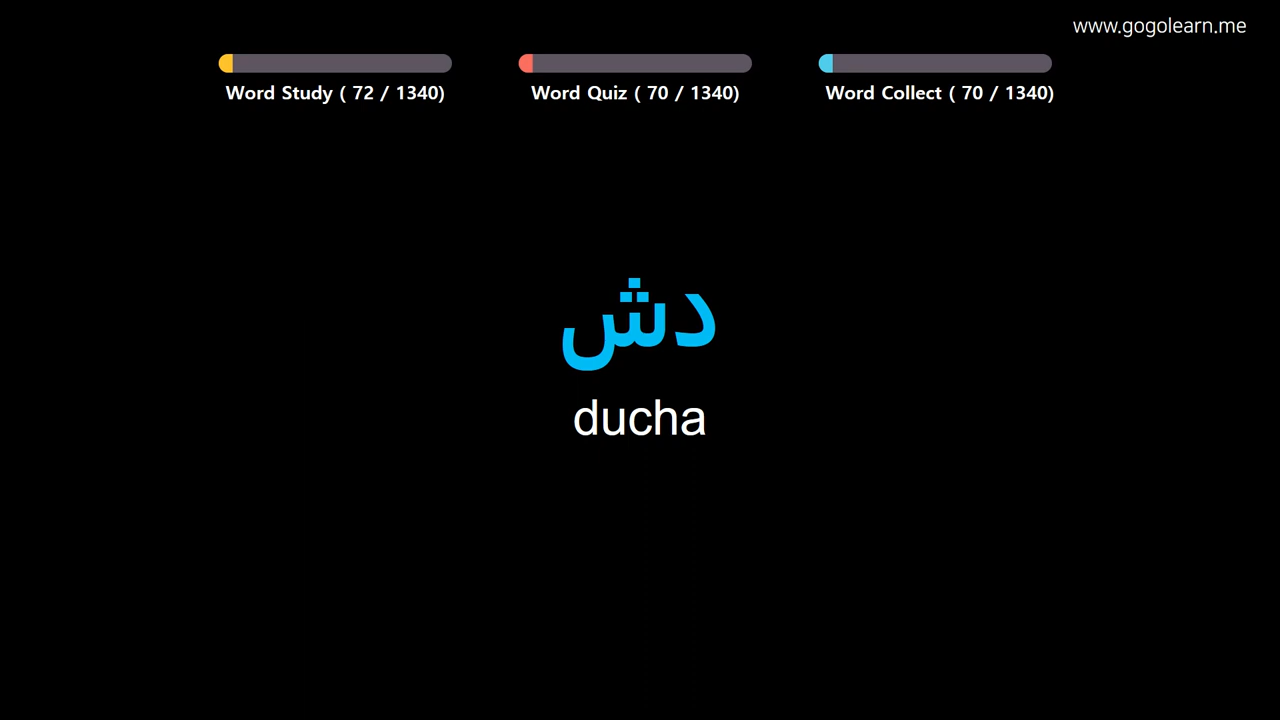 www.gogolearn.me
Word Study ( 72 / 1340)
Word Quiz ( 70 / 1340)
Word Collect ( 70 / 1340)
دش
ducha